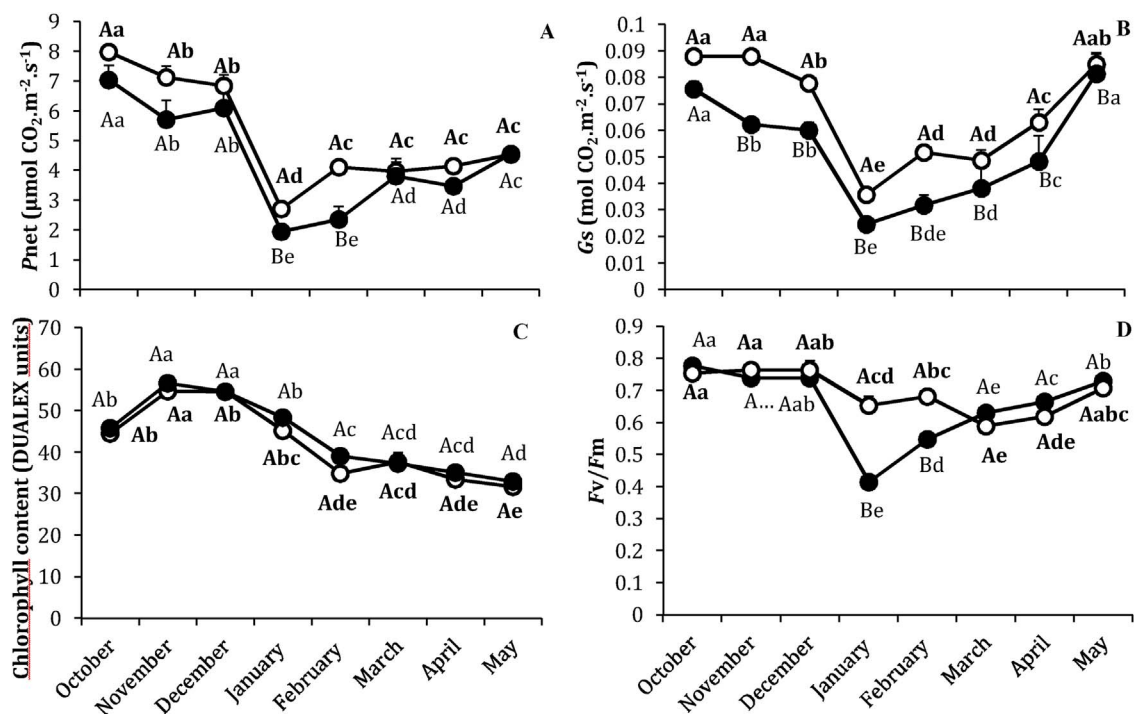 A
Pnet (µmol CO₂.m⁻².s⁻¹)
9
8
7
6
5
4
3
2
1
0
Aa
Ab
Ab
Ad
Ac
Ac
Ac
Ac
Aa
Ab
Ab
Be
Be
Ad
Ad
Ac
B
Gs (mol CO₂.m⁻².s⁻¹)
0.1
0.09
0.08
0.07
0.06
0.05
0.04
0.03
0.02
0.01
0
Aa
Aa
Ab
Ae
Ad
Ad
Ac
Aab
Aa
Bb
Bb
Be
Bde
Bd
Bc
Ba
C
Chlorophyll content (DUALEX units)
70
60
50
40
30
20
10
0
Ab
Aa
Aa
Ab
Ac
Acd
Acd
Ad
Ab
Aa
Ab
Abc
Ade
Acd
Ade
Ae
October
November
December
January
February
March
April
May
D
Fv/Fm
0.9
0.8
0.7
0.6
0.5
0.4
0.3
0.2
0.1
0
Aa
Aa
Aab
Acd
Abc
Ae
Ac
Ab
Aa
A...
Aab
Be
Bd
Ae
Ade
Aabc
October
November
December
January
February
March
April
May